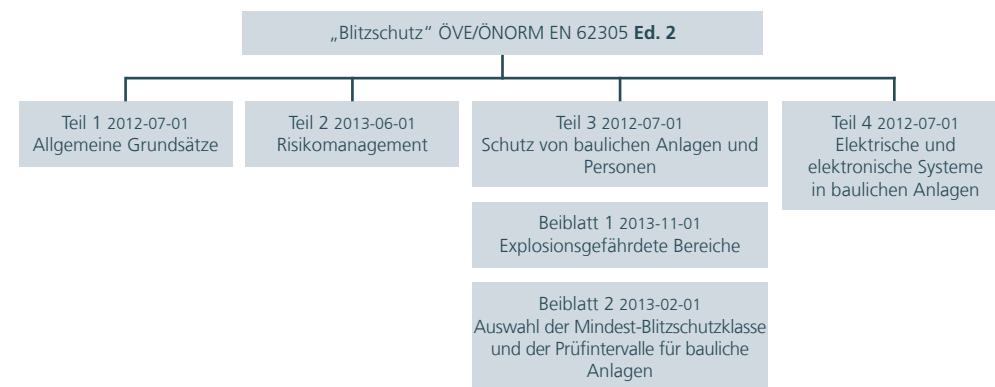 „Blitzschutz“ ÖVE/ÖNORM EN 62305 Ed. 2
Teil 1 2012-07-01
Allgemeine Grundsätze
Teil 2 2013-06-01
Risikomanagement
Teil 3 2012-07-01
Schutz von baulichen Anlagen und
Personen
Teil 4 2012-07-01
Elektrische und
elektronische Systeme
in baulichen Anlagen
Beiblatt 1 2013-11-01
Explosionsgefährdete Bereiche
Beiblatt 2 2013-02-01
Auswahl der Mindest-Blitzschutzklasse
und der Prüfintervalle für bauliche
Anlagen